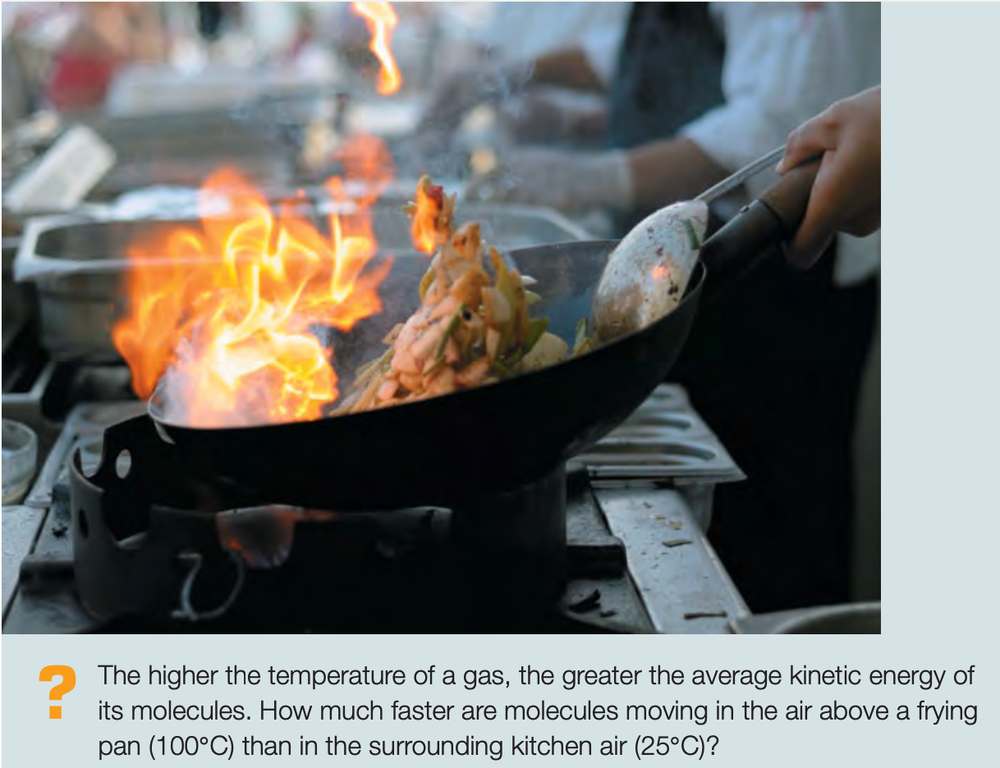 ?
The higher the temperature of a gas, the greater the average kinetic energy of
its molecules. How much faster are molecules moving in the air above a frying
pan (100°C) than in the surrounding kitchen air (25°C)?